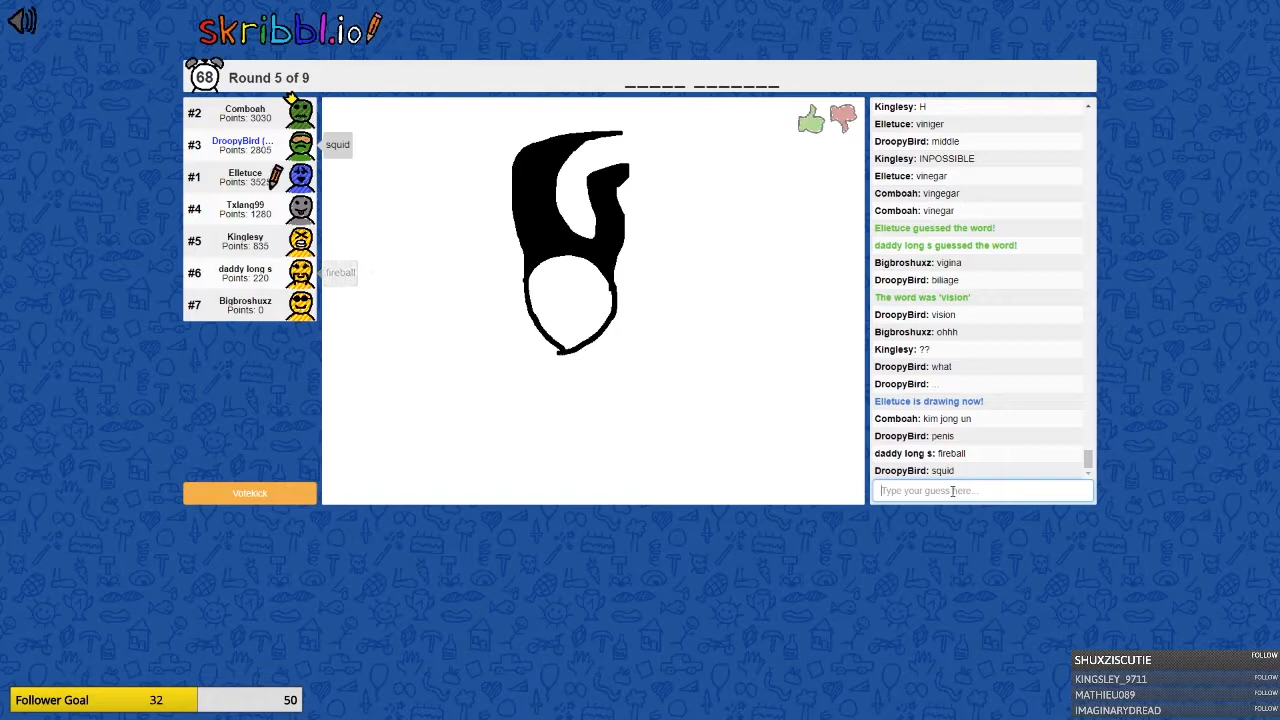 skribbl.io
68
Round 5 of 9
_____ _______
#2
Comboah
Points: 3030
#3
DroopyBird (...
Points: 2805
squid
#1
Elletuce
Points: 3525
#4
Txlang99
Points: 1280
#5
Kinglesy
Points: 835
#6
daddy long s
Points: 220
fireball
#7
Bigbroshuxz
Points: 0
Votekick
Kinglesy: H
Elletuce: viniger
DroopyBird: middle
Kinglesy: INPOSSIBLE
Elletuce: vinegar
Comboah: vingegar
Comboah: vinegar
Elletuce guessed the word!
daddy long s guessed the word!
Bigbroshuxz: vigina
DroopyBird: biliage
The word was 'vision'
DroopyBird: vision
Bigbroshuxz: ohhh
Kinglesy: ??
DroopyBird: what
DroopyBird: ...
Elletuce is drawing now!
Comboah: kim jong un
DroopyBird: penis
daddy long s: fireball
DroopyBird: squid
Type your guess here...
Follower Goal 32 50
SHUXZISCUTIE FOLLOW
KINGSLEY_9711 FOLLOW
MATHIEU089 FOLLOW
IMAGINARYDREAD FOLLOW